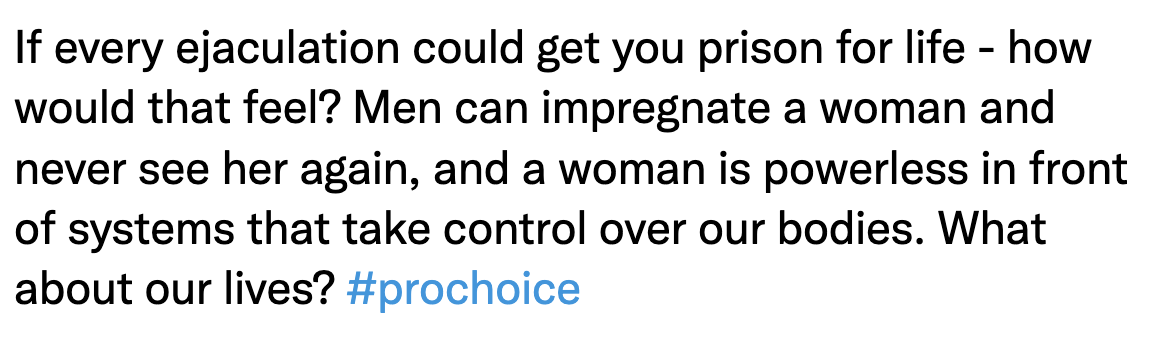 If every ejaculation could get you prison for life - how
would that feel? Men can impregnate a woman and
never see her again, and a woman is powerless in front
of systems that take control over our bodies. What
about our lives? #prochoice